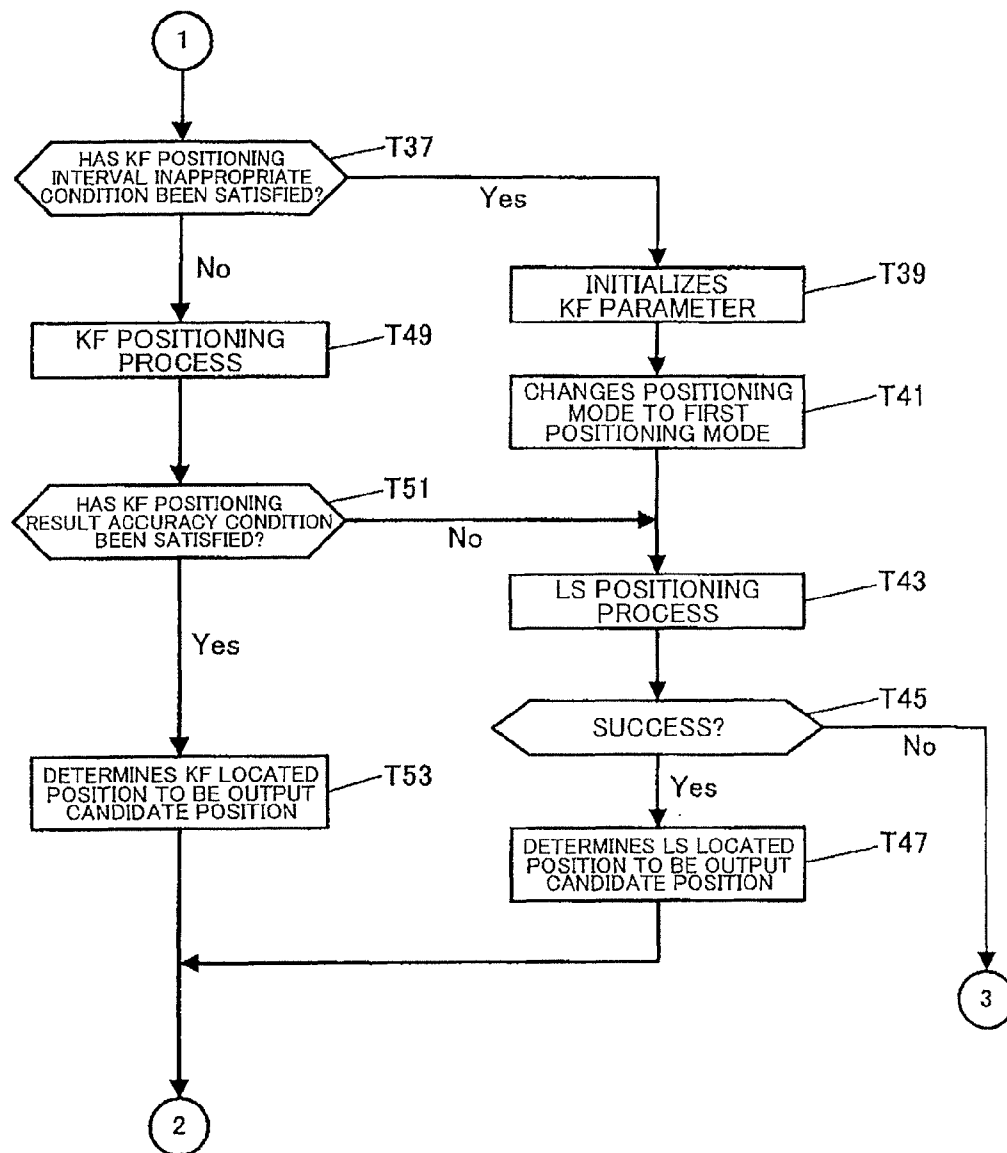 1
HAS KF POSITIONING
INTERVAL INAPPROPRIATE
CONDITION BEEN SATISFIED?
T37
Yes
No
INITIALIZES
KF PARAMETER
T39
KF POSITIONING
PROCESS
T49
CHANGES POSITIONING
MODE TO FIRST
POSITIONING MODE
T41
HAS KF POSITIONING
RESULT ACCURACY CONDITION
BEEN SATISFIED?
T51
No
LS POSITIONING
PROCESS
T43
Yes
SUCCESS?
T45
No
Yes
DETERMINES KF LOCATED
POSITION TO BE OUTPUT
CANDIDATE POSITION
T53
DETERMINES LS LOCATED
POSITION TO BE OUTPUT
CANDIDATE POSITION
T47
3
2